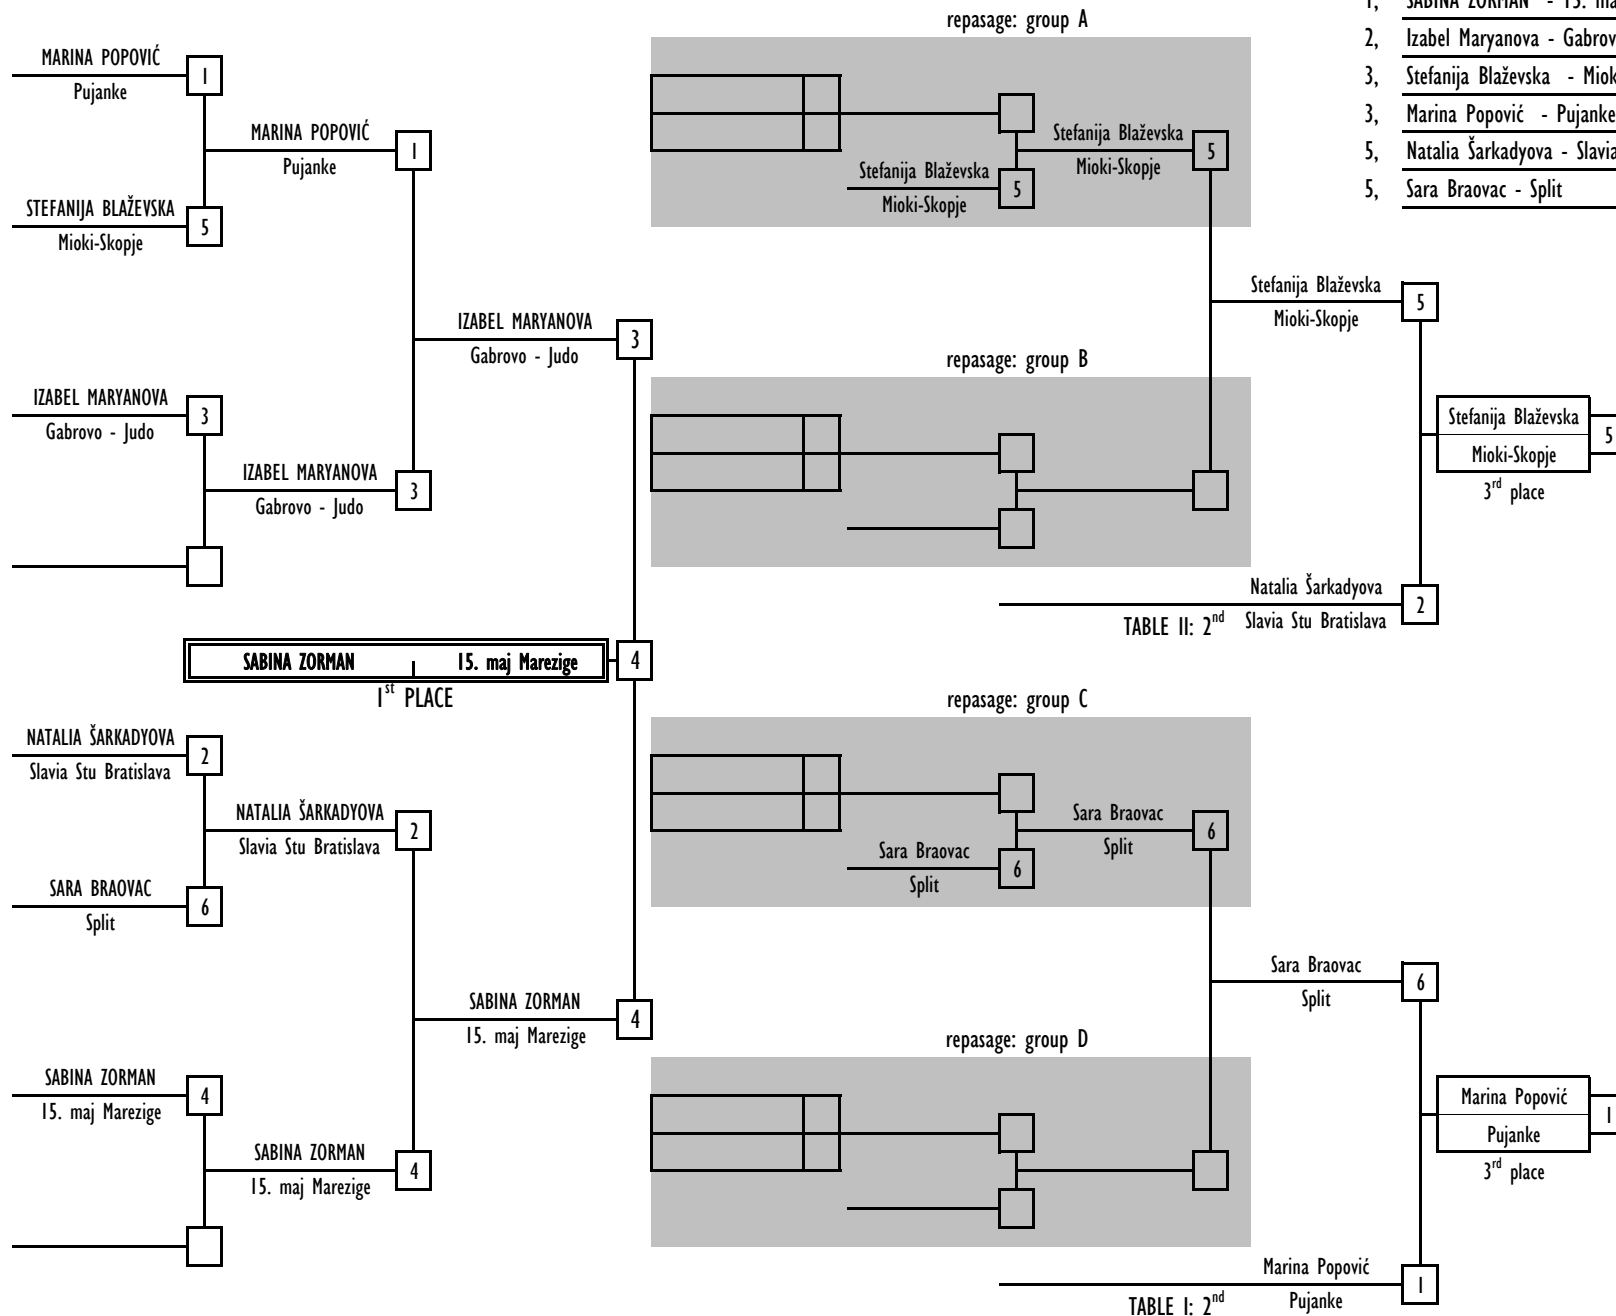 1, SABINA ZORMAN - 15. ma
2, Izabel Maryanova - Gabrov
3, Stefanija Blaževska - Miok
3, Marina Popović - Pujanke
5, Natalia Šarkadyova - Slavia
5, Sara Braovac - Split
MARINA POPOVIĆ
1
Pujanke
MARINA POPOVIĆ
1
Pujanke
STEFANIJA BLAŽEVSKA
5
Mioki-Skopje
IZABEL MARYANOVA
3
Gabrovo - Judo
IZABEL MARYANOVA
3
Gabrovo - Judo
IZABEL MARYANOVA
3
Gabrovo - Judo
SABINA ZORMAN 15. maj Marezige
4
1st PLACE
NATALIA ŠARKADYOVA
2
Slavia Stu Bratislava
NATALIA ŠARKADYOVA
2
Slavia Stu Bratislava
SARA BRAOVAC
6
Split
SABINA ZORMAN
4
15. maj Marezige
SABINA ZORMAN
4
15. maj Marezige
SABINA ZORMAN
4
15. maj Marezige
repasage: group A
Stefanija Blaževska
5
Mioki-Skopje
Stefanija Blaževska
5
Mioki-Skopje
Stefanija Blaževska
5
Mioki-Skopje
repasage: group B
Stefanija Blaževska
5
Mioki-Skopje
3rd place
Natalia Šarkadyova
2
TABLE II: 2nd Slavia Stu Bratislava
repasage: group C
Sara Braovac
6
Split
Sara Braovac
6
Split
Sara Braovac
6
Split
repasage: group D
Marina Popović
1
Pujanke
3rd place
Marina Popović
1
TABLE I: 2nd Pujanke